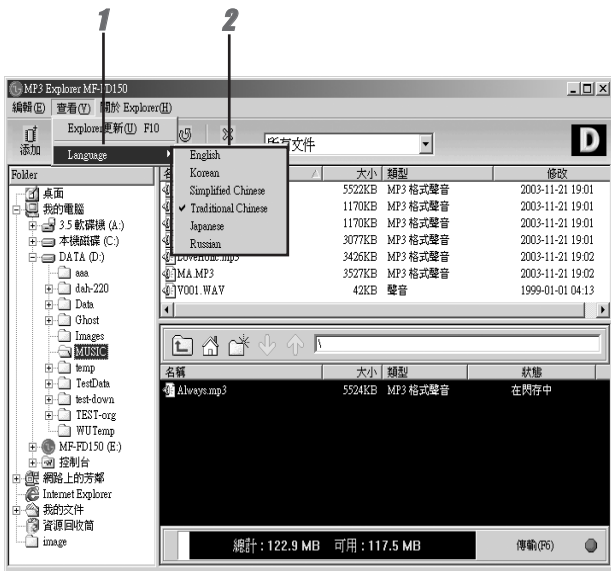 1 2
MP3 Explorer MF-FD150
編輯(E) 查看(V) 關於 Explorer(H)
Explorer更新(U) F10
添加
所有文件
D
Language
English
Korean
Simplified Chinese
Traditional Chinese
Japanese
Russian
Folder
桌面
我的電腦
3.5 軟碟機 (A:)
本機磁碟 (C:)
DATA (D:)
aaa
dah-220
Data
Ghost
Images
MUSIC
temp
TestData
test-down
TEST-org
WUTemp
MF-FD150 (E:)
控制台
網路上的芳鄰
Internet Explorer
我的文件
資源回收筒
image
大小 類型 修改
5522KB MP3 格式聲音 2003-11-21 19:01
1170KB MP3 格式聲音 2003-11-21 19:01
1170KB MP3 格式聲音 2003-11-21 19:01
3077KB MP3 格式聲音 2003-11-21 19:01
LoveHolic.mp3 3426KB MP3 格式聲音 2003-11-21 19:02
MA.MP3 3527KB MP3 格式聲音 2003-11-21 19:02
V001.WAV 42KB 聲音 1999-01-01 04:13
\
名稱 大小 類型 狀態
Always.mp3 5524KB MP3 格式聲音 在閃存中
總計 : 122.9 MB 可用 : 117.5 MB 傳輸(F6)